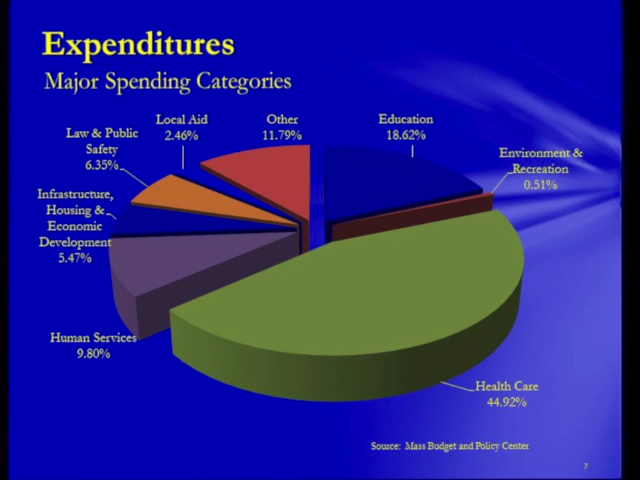 Expenditures
Major Spending Categories
Local Aid
2.46%
Other
11.79%
Education
18.62%
Law & Public
Safety
6.35%
Environment &
Recreation
0.51%
Infrastructure,
Housing &
Economic
Development
5.47%
Human Services
9.80%
Health Care
44.92%
Source: Mass Budget and Policy Center
7